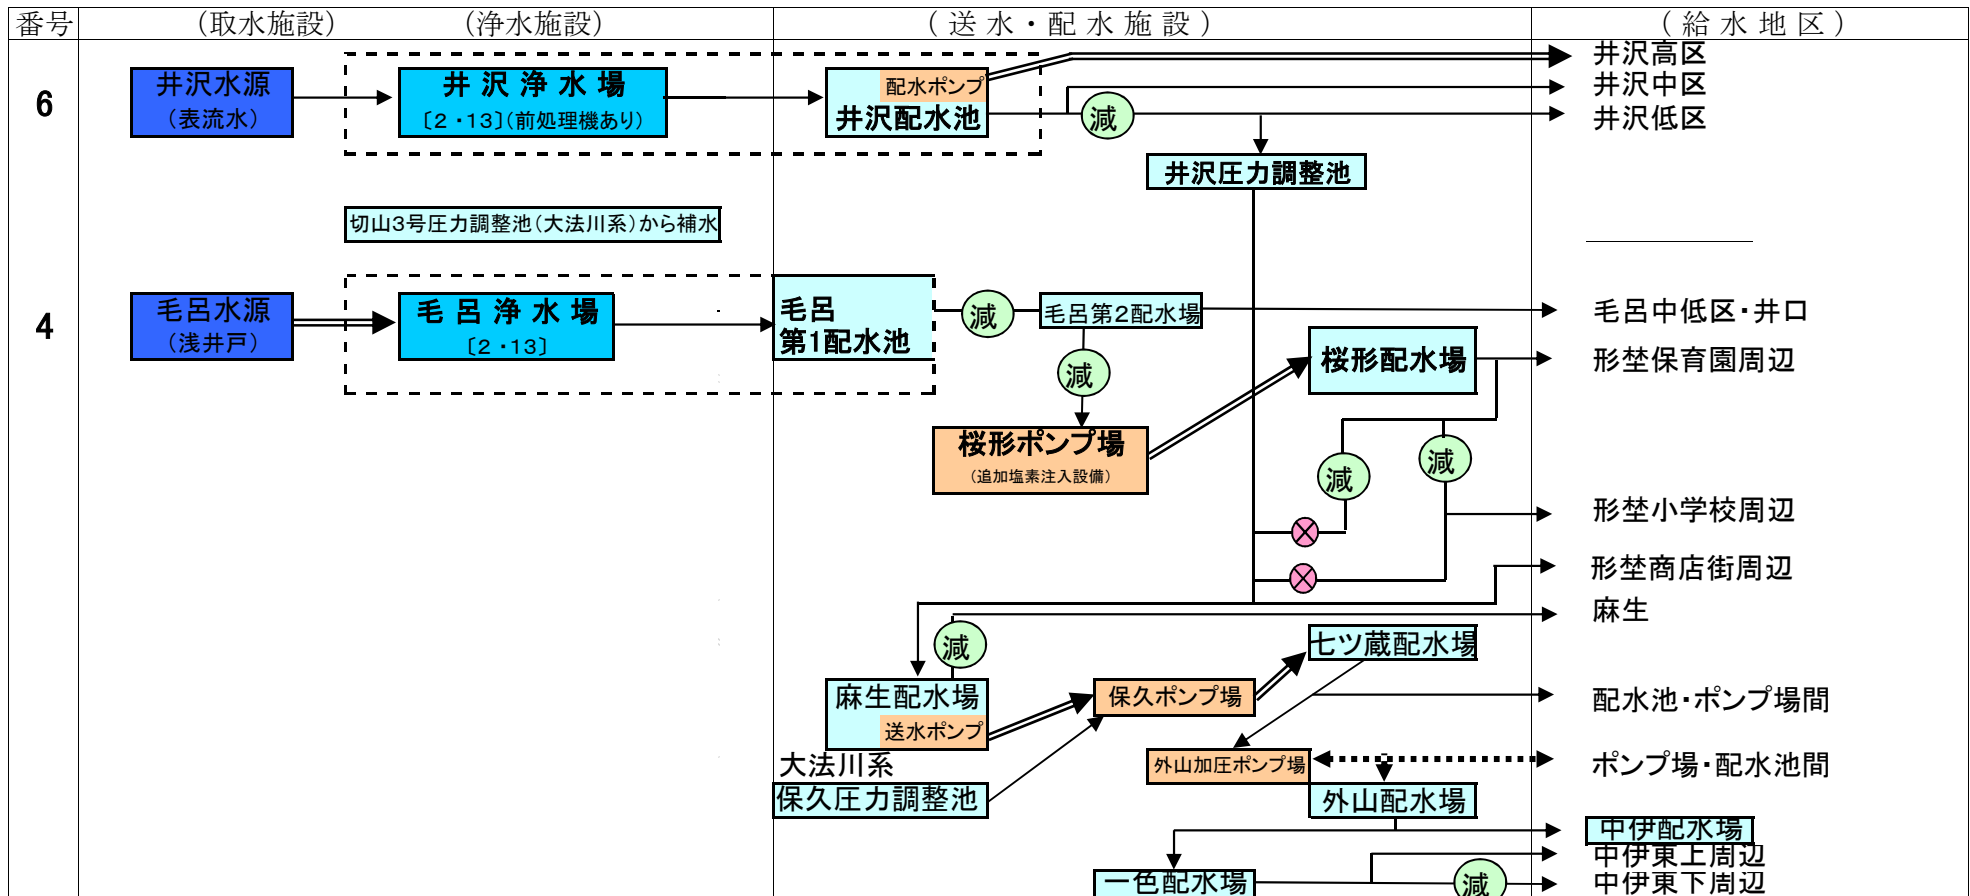 番号 (取水施設) (浄水施設) (送水・配水施設) (給水地区)
6
井沢水源
(表流水)
井沢浄水場
〔2・13〕(前処理機あり)
配水ポンプ
井沢配水池
減
井沢高区
井沢中区
井沢低区
井沢圧力調整池
切山3号圧力調整池(大法川系)から補水
4
毛呂水源
(浅井戸)
毛呂浄水場
〔2・13〕
毛呂
第1配水池
減
毛呂第2配水場
毛呂中低区・井口
減
桜形配水場
形埜保育園周辺
桜形ポンプ場
(追加塩素注入設備)
減
減
形埜小学校周辺
形埜商店街周辺
麻生
減
七ツ蔵配水場
麻生配水場
送水ポンプ
保久ポンプ場
配水池・ポンプ場間
大法川系
保久圧力調整池
外山加圧ポンプ場
ポンプ場・配水池間
外山配水場
中伊配水場
中伊東上周辺
一色配水場
減
中伊東下周辺